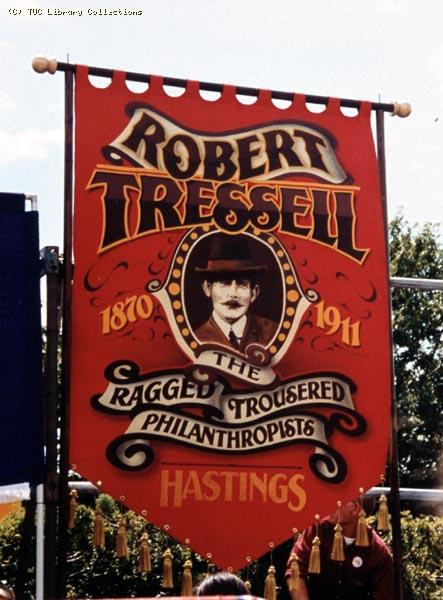 (C) TUC Library Collections
ROBERT
TRESSELL
1870
1911
THE
RAGGED TROUSERED
PHILANTHROPISTS
HASTINGS